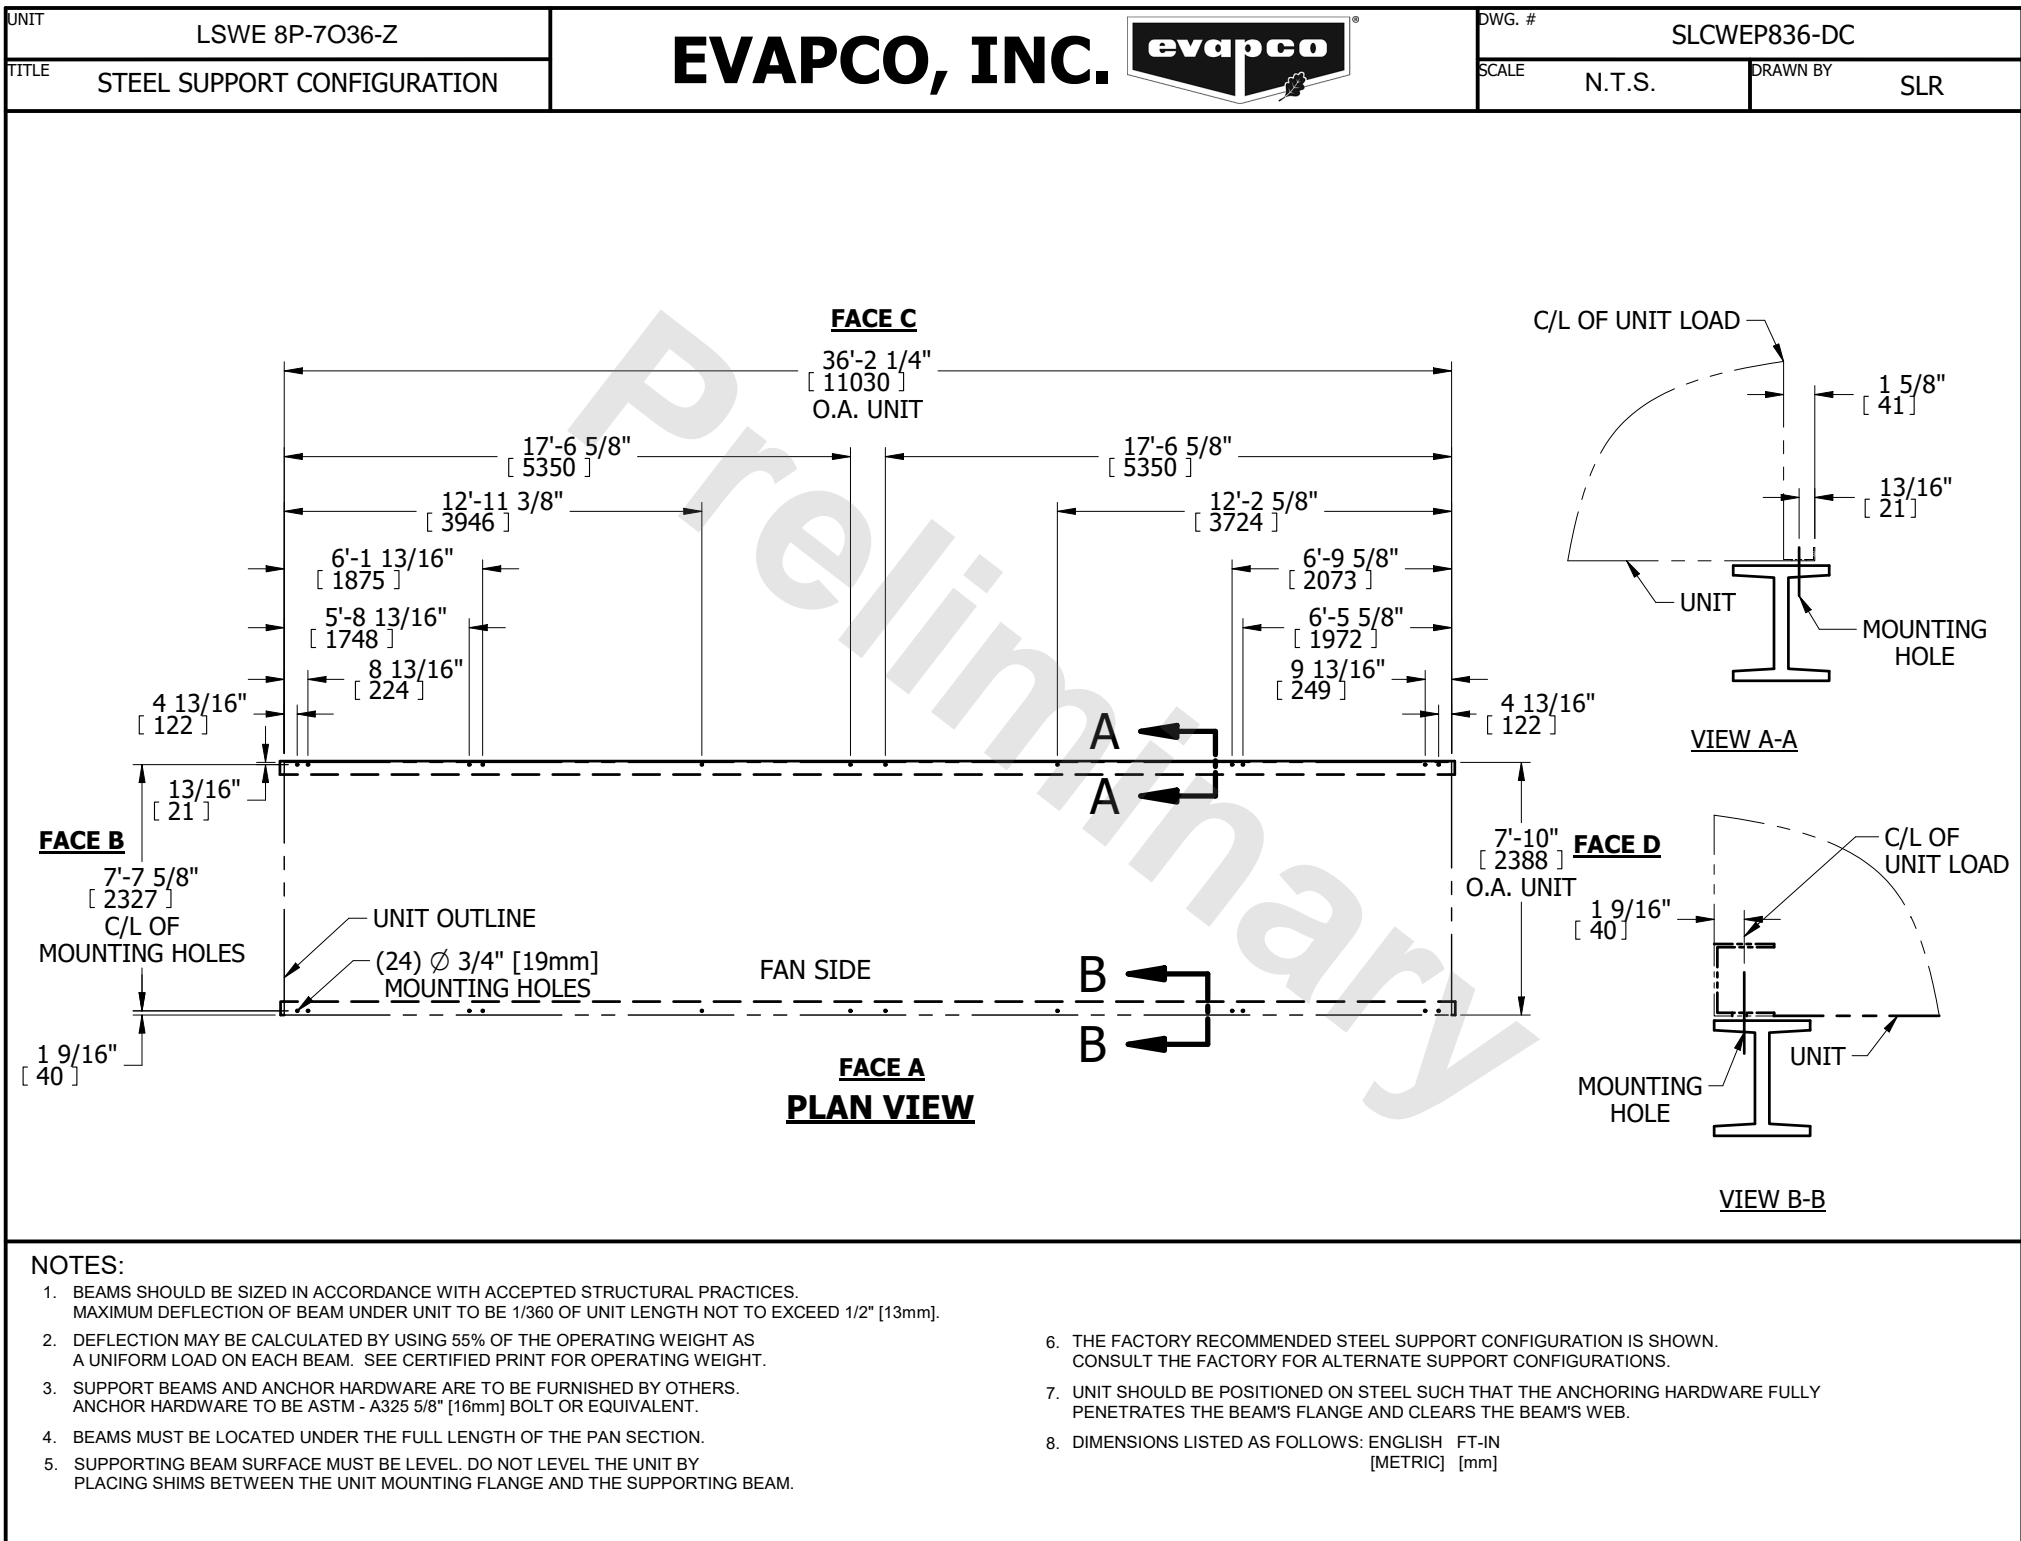 UNIT
LSWE 8P-7O36-Z
TITLE
STEEL SUPPORT CONFIGURATION
EVAPCO, INC.
evapco
®
DWG. #
SLCWEP836-DC
SCALE
N.T.S.
DRAWN BY
SLR
FACE C
36'-2 1/4"
[ 11030 ]
O.A. UNIT
17'-6 5/8"
[ 5350 ]
17'-6 5/8"
[ 5350 ]
12'-11 3/8"
[ 3946 ]
12'-2 5/8"
[ 3724 ]
6'-1 13/16"
[ 1875 ]
6'-9 5/8"
[ 2073 ]
5'-8 13/16"
[ 1748 ]
6'-5 5/8"
[ 1972 ]
8 13/16"
[ 224 ]
9 13/16"
[ 249 ]
4 13/16"
[ 122 ]
4 13/16"
[ 122 ]
A
A
13/16"
[ 21 ]
FACE B
7'-7 5/8"
[ 2327 ]
C/L OF
MOUNTING HOLES
7'-10"
[ 2388 ]
O.A. UNIT
FACE D
UNIT OUTLINE
(24) Ø 3/4" [19mm]
MOUNTING HOLES
FAN SIDE
B
B
1 9/16"
[ 40 ]
FACE A
PLAN VIEW
Preliminary
C/L OF UNIT LOAD
1 5/8"
[ 41 ]
13/16"
[ 21 ]
UNIT
MOUNTING
HOLE
VIEW A-A
C/L OF
UNIT LOAD
1 9/16"
[ 40 ]
UNIT
MOUNTING
HOLE
VIEW B-B
NOTES:
1. BEAMS SHOULD BE SIZED IN ACCORDANCE WITH ACCEPTED STRUCTURAL PRACTICES.
MAXIMUM DEFLECTION OF BEAM UNDER UNIT TO BE 1/360 OF UNIT LENGTH NOT TO EXCEED 1/2" [13mm].
2. DEFLECTION MAY BE CALCULATED BY USING 55% OF THE OPERATING WEIGHT AS
A UNIFORM LOAD ON EACH BEAM. SEE CERTIFIED PRINT FOR OPERATING WEIGHT.
3. SUPPORT BEAMS AND ANCHOR HARDWARE ARE TO BE FURNISHED BY OTHERS.
ANCHOR HARDWARE TO BE ASTM - A325 5/8" [16mm] BOLT OR EQUIVALENT.
4. BEAMS MUST BE LOCATED UNDER THE FULL LENGTH OF THE PAN SECTION.
5. SUPPORTING BEAM SURFACE MUST BE LEVEL. DO NOT LEVEL THE UNIT BY
PLACING SHIMS BETWEEN THE UNIT MOUNTING FLANGE AND THE SUPPORTING BEAM.
6. THE FACTORY RECOMMENDED STEEL SUPPORT CONFIGURATION IS SHOWN.
CONSULT THE FACTORY FOR ALTERNATE SUPPORT CONFIGURATIONS.
7. UNIT SHOULD BE POSITIONED ON STEEL SUCH THAT THE ANCHORING HARDWARE FULLY
PENETRATES THE BEAM'S FLANGE AND CLEARS THE BEAM'S WEB.
8. DIMENSIONS LISTED AS FOLLOWS: ENGLISH FT-IN
[METRIC] [mm]